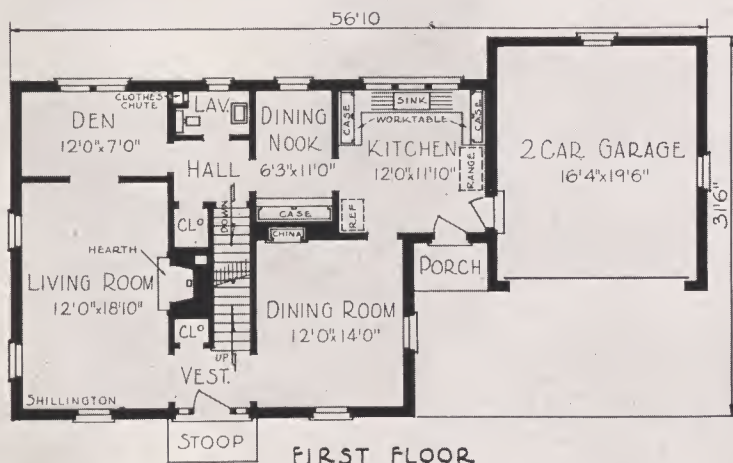 56'10
CLOTHES
CHUTE
LAV.
DEN
12'0"x7'0"
DINING
NOOK
6'3"x11'0"
CASE
SINK
CASE
WORKTABLE
KITCHEN
12'0"x11'10"
RANGE
2 CAR GARAGE
16'4"x19'6"
31'6"
HALL
DOWN
CLO
CASE
REF.
CHINA
HEARTH
LIVING ROOM
12'0"x18'10"
PORCH
DINING ROOM
12'0"x14'0"
CLO
UP
VEST.
SHILLINGTON
STOOP
FIRST FLOOR